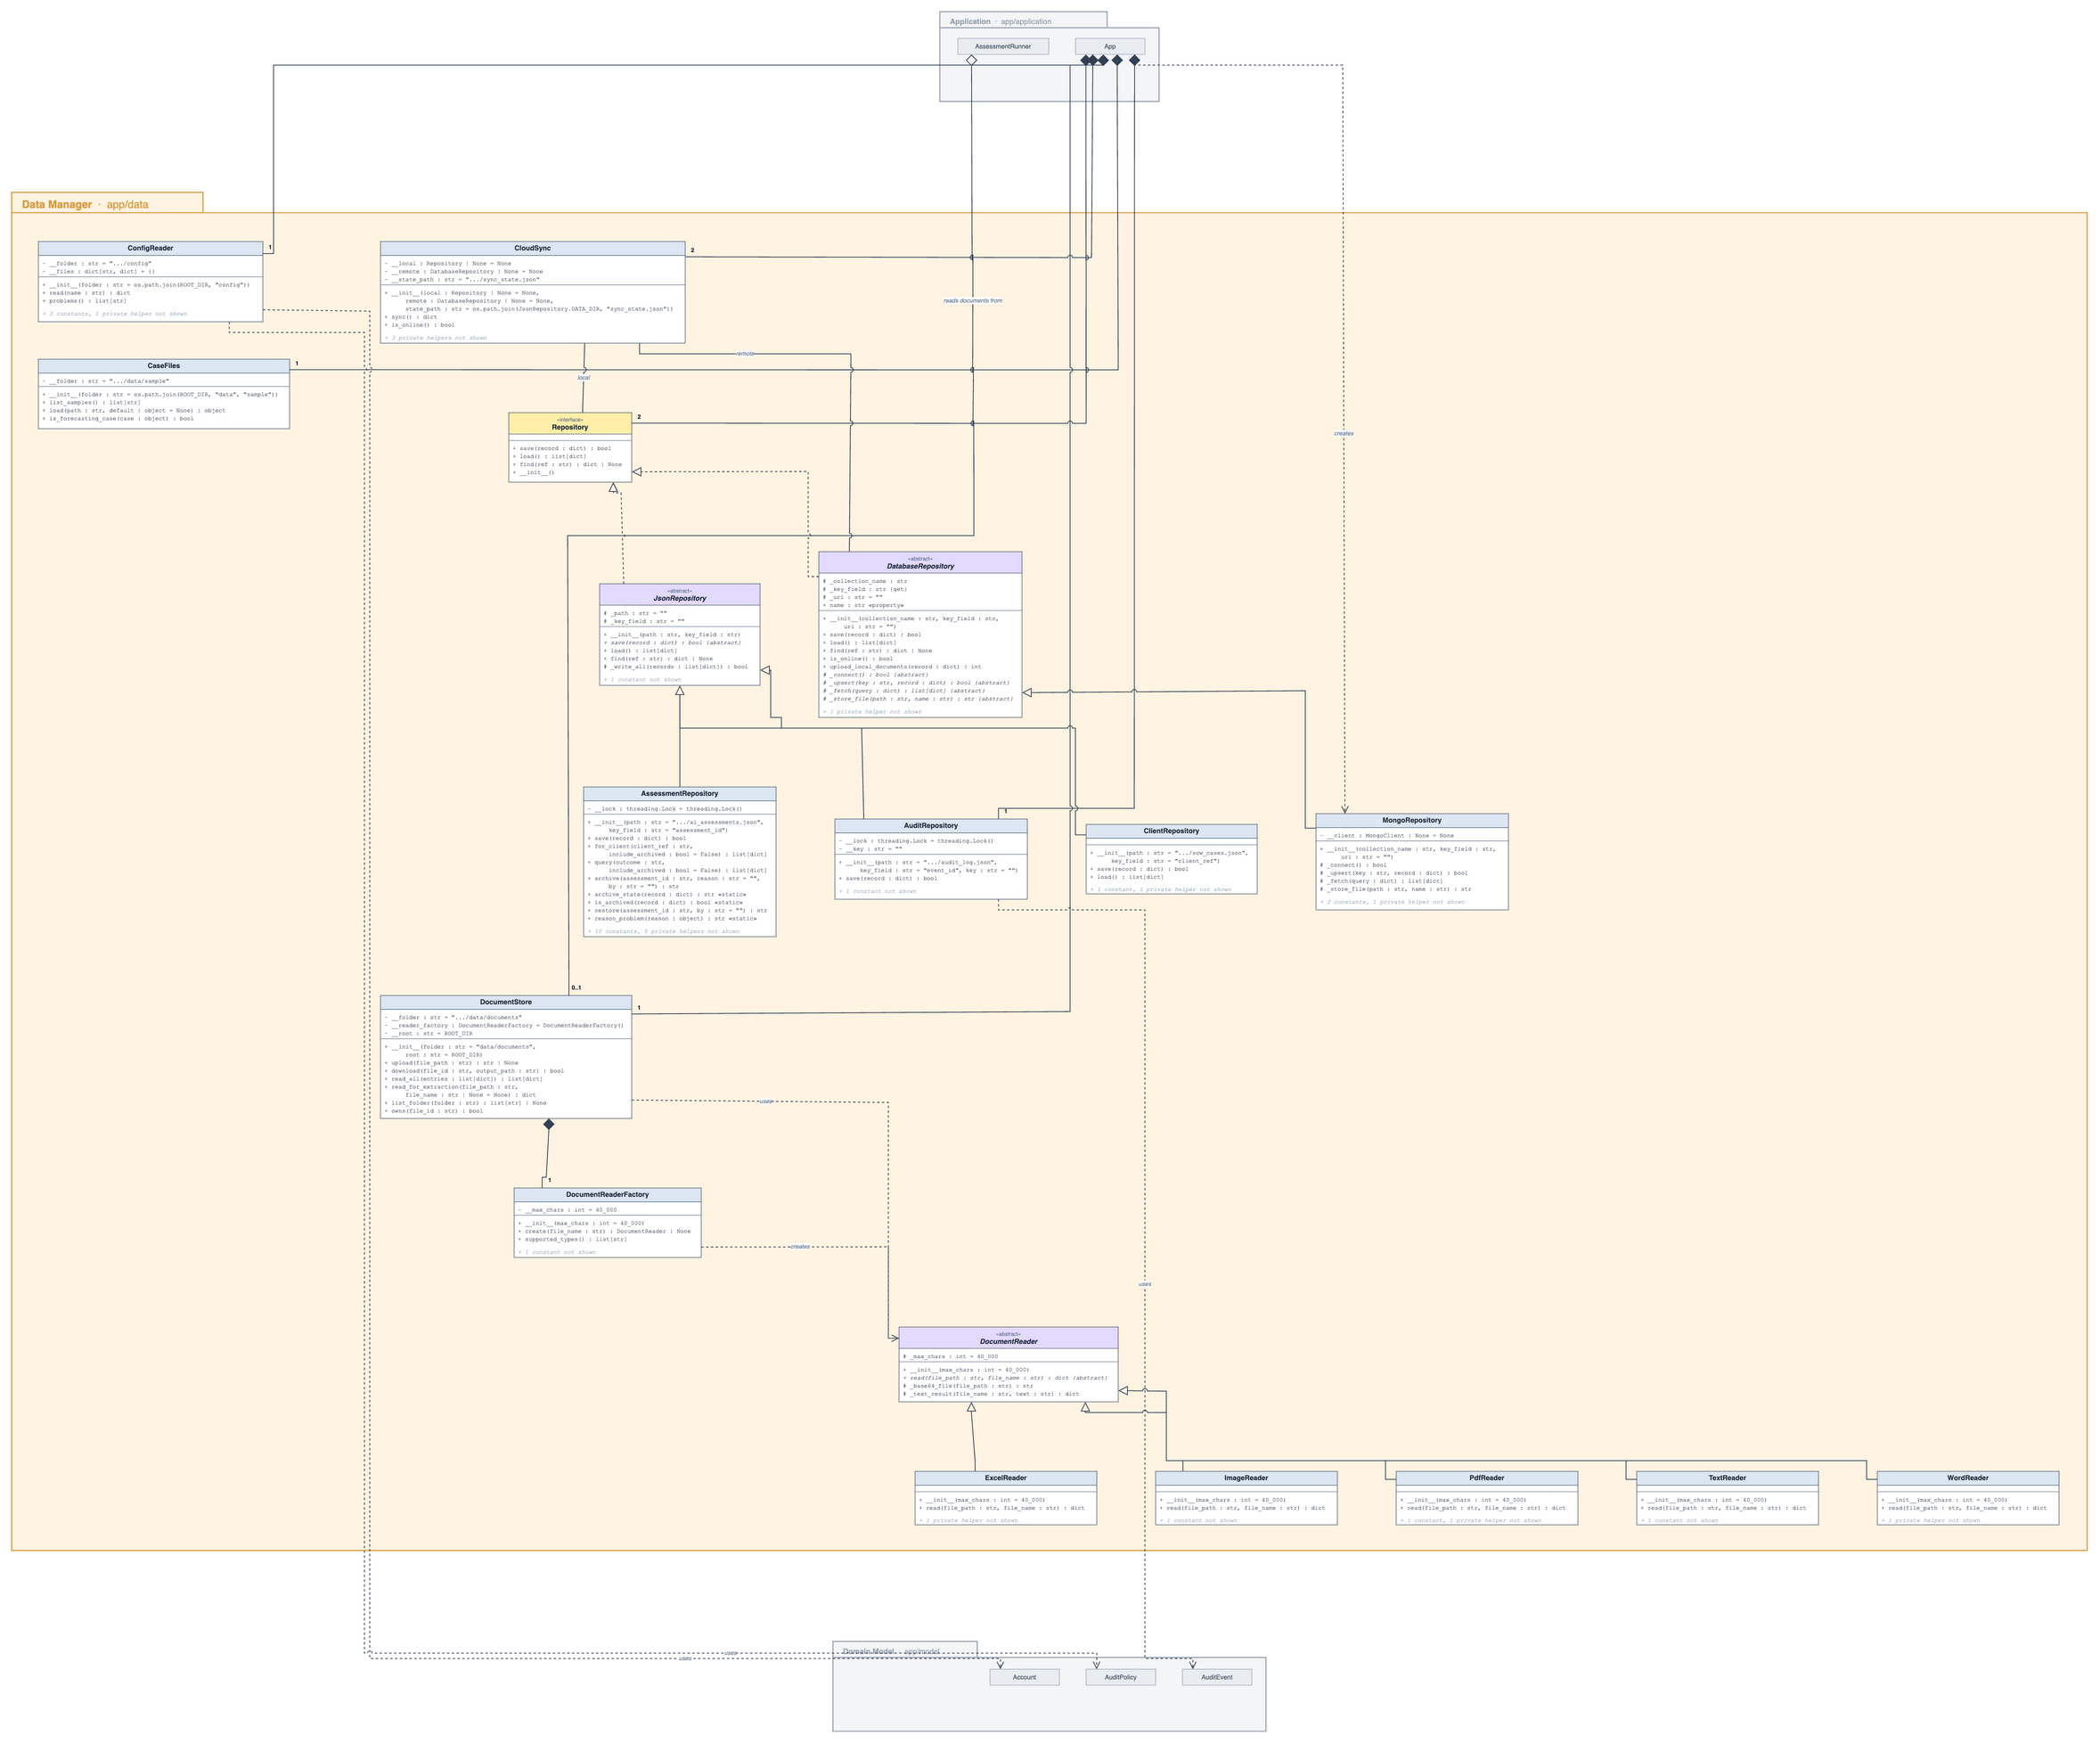 Application · app/application
AssessmentRunner
App
Data Manager · app/data
ConfigReader
- __folder : str = ".../config"
- __files : dict[str, dict] = {}
+ __init__(folder : str = os.path.join(ROOT_DIR, "config"))
+ read(name : str) : dict
+ problems() : list[str]
+ 2 constants, 1 private helper not shown
1
CloudSync
- __local : Repository | None = None
- __remote : DatabaseRepository | None = None
- __state_path : str = ".../sync_state.json"
+ __init__(local : Repository | None = None,
remote : DatabaseRepository | None = None,
state_path : str = os.path.join(JsonRepository.DATA_DIR, "sync_state.json"))
+ sync() : dict
+ is_online() : bool
+ 3 private helpers not shown
2
reads documents from
CaseFiles
- __folder : str = ".../data/sample"
+ __init__(folder : str = os.path.join(ROOT_DIR, "data", "sample"))
+ list_samples() : list[str]
+ load(path : str, default : object = None) : object
+ is_forecasting_case(case : object) : bool
1
local
remote
«interface»
Repository
+ save(record : dict) : bool
+ load() : list[dict]
+ find(ref : str) : dict | None
+ __init__()
2
creates
«abstract»
JsonRepository
# _path : str = ""
# _key_field : str = ""
+ __init__(path : str, key_field : str)
+ save(record : dict) : bool {abstract}
+ load() : list[dict]
+ find(ref : str) : dict | None
# _write_all(records : list[dict]) : bool
+ 1 constant not shown
«abstract»
DatabaseRepository
# _collection_name : str
# _key_field : str {get}
# _uri : str = ""
+ name : str «property»
+ __init__(collection_name : str, key_field : str,
uri : str = "")
+ save(record : dict) : bool
+ load() : list[dict]
+ find(ref : str) : dict | None
+ is_online() : bool
+ upload_local_documents(record : dict) : int
# _connect() : bool {abstract}
# _upsert(key : str, record : dict) : bool {abstract}
# _fetch(query : dict) : list[dict] {abstract}
# _store_file(path : str, name : str) : str {abstract}
+ 1 private helper not shown
AssessmentRepository
- __lock : threading.Lock = threading.Lock()
+ __init__(path : str = ".../ai_assessments.json",
key_field : str = "assessment_id")
+ save(record : dict) : bool
+ for_client(client_ref : str,
include_archived : bool = False) : list[dict]
+ query(outcome : str,
include_archived : bool = False) : list[dict]
+ archive(assessment_id : str, reason : str = "",
by : str = "") : str
+ archive_state(record : dict) : str «static»
+ is_archived(record : dict) : bool «static»
+ restore(assessment_id : str, by : str = "") : str
+ reason_problem(reason : object) : str «static»
AuditRepository
- __lock : threading.Lock = threading.Lock()
- __key : str = ""
+ __init__(path : str = ".../audit_log.json",
key_field : str = "event_id", key : str = "")
+ save(record : dict) : bool
+ 1 constant not shown
1
ClientRepository
+ __init__(path : str = ".../sow_cases.json",
key_field : str = "client_ref")
+ save(record : dict) : bool
+ load() : list[dict]
+ 1 constant, 1 private helper not shown
MongoRepository
- __client : MongoClient | None = None
+ __init__(collection_name : str, key_field : str,
uri : str = "")
# _connect() : bool
# _upsert(key : str, record : dict) : bool
# _fetch(query : dict) : list[dict]
# _store_file(path : str, name : str) : str
+ 2 constants, 1 private helper not shown
0..1
DocumentStore
- __folder : str = ".../data/documents"
- __reader_factory : DocumentReaderFactory = DocumentReaderFactory()
- __root : str = ROOT_DIR
+ __init__(folder : str = "data/documents",
root : str = ROOT_DIR)
+ upload(file_path : str) : str | None
+ download(file_id : str, output_path : str) : bool
+ read_all(entries : list[dict]) : list[dict]
+ read_for_extraction(file_path : str,
file_name : str | None = None) : dict
+ list_folder(folder : str) : list[str] | None
+ owns(file_id : str) : bool
1
uses
1
DocumentReaderFactory
- __max_chars : int = 40_000
+ __init__(max_chars : int = 40_000)
+ create(file_name : str) : DocumentReader | None
+ supported_types() : list[str]
+ 1 constant not shown
creates
uses
«abstract»
DocumentReader
# _max_chars : int = 40_000
+ __init__(max_chars : int = 40_000)
+ read(file_path : str, file_name : str) : dict {abstract}
# _base64_file(file_path : str) : str
# _text_result(file_name : str, text : str) : dict
ExcelReader
+ __init__(max_chars : int = 40_000)
+ read(file_path : str, file_name : str) : dict
+ 1 private helper not shown
ImageReader
+ __init__(max_chars : int = 40_000)
+ read(file_path : str, file_name : str) : dict
+ 1 constant not shown
PdfReader
+ __init__(max_chars : int = 40_000)
+ read(file_path : str, file_name : str) : dict
+ 1 constant, 1 private helper not shown
TextReader
+ __init__(max_chars : int = 40_000)
+ read(file_path : str, file_name : str) : dict
+ 1 constant not shown
WordReader
+ __init__(max_chars : int = 40_000)
+ read(file_path : str, file_name : str) : dict
+ 1 private helper not shown
Domain Model · app/model
uses
uses
Account
AuditPolicy
AuditEvent